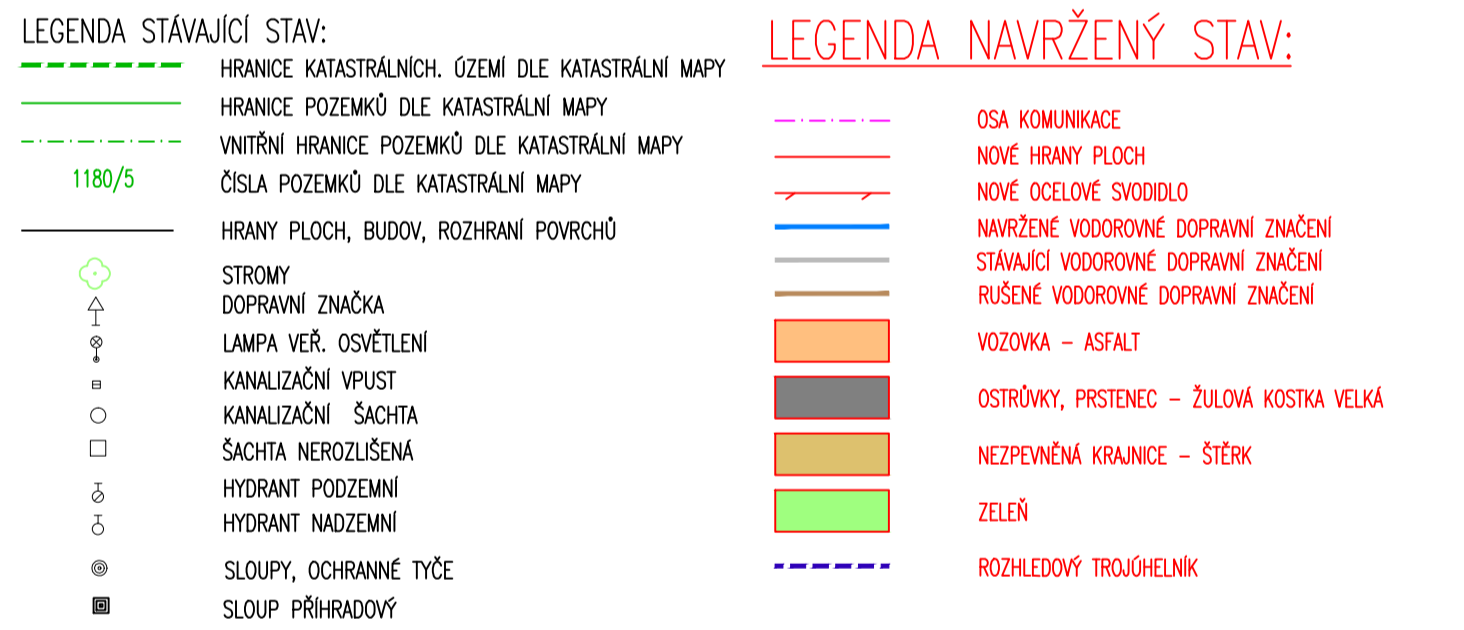 LEGENDA STÁVAJÍCÍ STAV:
HRANICE KATASTRÁLNÍCH. ÚZEMÍ DLE KATASTRÁLNÍ MAPY
HRANICE POZEMKŮ DLE KATASTRÁLNÍ MAPY
VNITŘNÍ HRANICE POZEMKŮ DLE KATASTRÁLNÍ MAPY
1180/5 ČÍSLA POZEMKŮ DLE KATASTRÁLNÍ MAPY
HRANY PLOCH, BUDOV, ROZHRANÍ POVRCHŮ
STROMY
DOPRAVNÍ ZNAČKA
LAMPA VEŘ. OSVĚTLENÍ
KANALIZAČNÍ VPUST
KANALIZAČNÍ ŠACHTA
ŠACHTA NEROZLIŠENÁ
HYDRANT PODZEMNÍ
HYDRANT NADZEMNÍ
SLOUPY, OCHRANNÉ TYČE
SLOUP PŘÍHRADOVÝ
LEGENDA NAVRŽENÝ STAV:
OSA KOMUNIKACE
NOVÉ HRANY PLOCH
NOVÉ OCELOVÉ SVODIDLO
NAVRŽENÉ VODOROVNÉ DOPRAVNÍ ZNAČENÍ
STÁVAJÍCÍ VODOROVNÉ DOPRAVNÍ ZNAČENÍ
RUŠENÉ VODOROVNÉ DOPRAVNÍ ZNAČENÍ
VOZOVKA – ASFALT
OSTRŮVKY, PRSTENEC – ŽULOVÁ KOSTKA VELKÁ
NEZPEVNĚNÁ KRAJNICE – ŠTĚRK
ZELEŇ
ROZHLEDOVÝ TROJÚHELNÍK